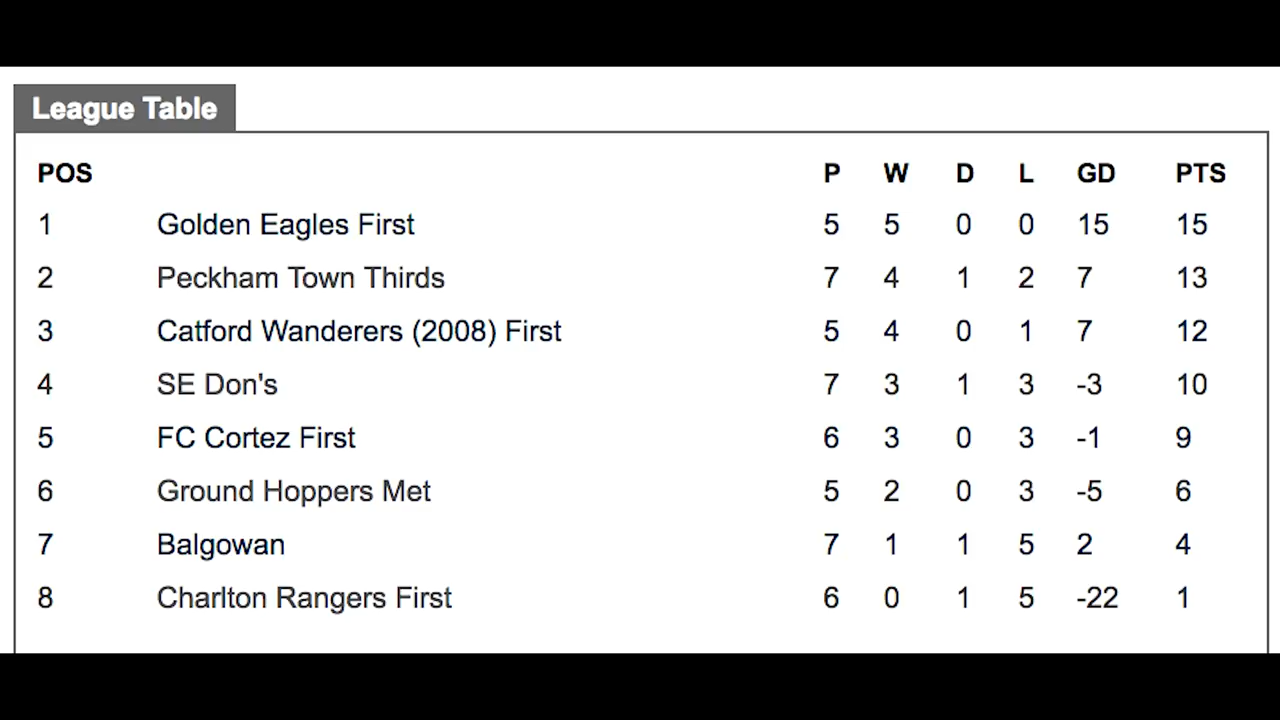 League Table
POS P W D L GD PTS
1 Golden Eagles First 5 5 0 0 15 15
2 Peckham Town Thirds 7 4 1 2 7 13
3 Catford Wanderers (2008) First 5 4 0 1 7 12
4 SE Don's 7 3 1 3 -3 10
5 FC Cortez First 6 3 0 3 -1 9
6 Ground Hoppers Met 5 2 0 3 -5 6
7 Balgowan 7 1 1 5 2 4
8 Charlton Rangers First 6 0 1 5 -22 1